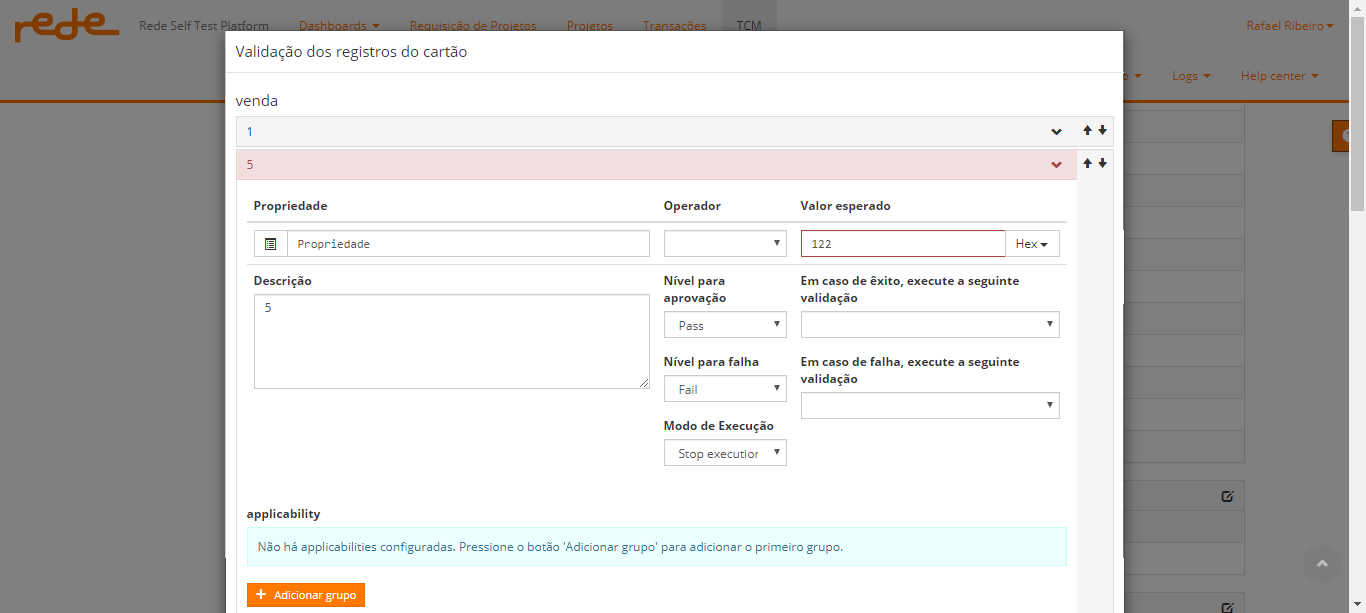 rede Rede Self Test Platform Dashboards Requisição de Projetos Projetos Transações TCM Rafael Ribeiro
Validação dos registros do cartão
Logs Help center
venda
1
5
Propriedade Operador Valor esperado
Propriedade 122 Hex
Descrição Nível para aprovação Em caso de êxito, execute a seguinte validação
5
Pass
Nível para falha Em caso de falha, execute a seguinte validação
Fail
Modo de Execução
Stop execution
applicability
Não há applicabilities configuradas. Pressione o botão 'Adicionar grupo' para adicionar o primeiro grupo.
+ Adicionar grupo